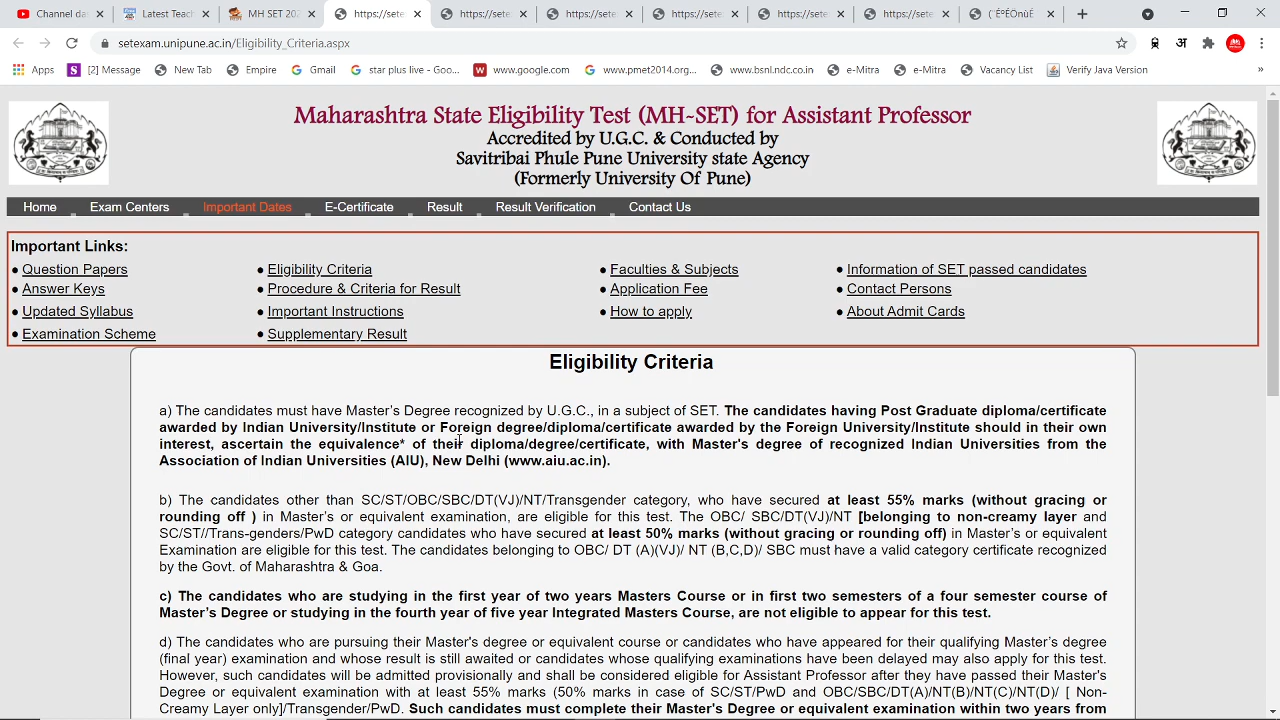 Channel da
Latest Teach
MH SET 202
https://sete
https://sete
https://sete
https://sete
https://sete
https://sete
setexam.unipune.ac.in/Eligibility_Criteria.aspx
अ
Apps
[2] Message
New Tab
Empire
Gmail
star plus live - Goo...
www.google.com
www.pmet2014.org...
www.bsnlndc.co.in
e-Mitra
e-Mitra
Vacancy List
Verify Java Version
»
Maharashtra State Eligibility Test (MH-SET) for Assistant Professor
Accredited by U.G.C. & Conducted by
Savitribai Phule Pune University state Agency
(Formerly University Of Pune)
Home Exam Centers Important Dates E-Certificate Result Result Verification Contact Us
Important Links:
● Question Papers ● Eligibility Criteria ● Faculties & Subjects ● Information of SET passed candidates
● Answer Keys ● Procedure & Criteria for Result ● Application Fee ● Contact Persons
● Updated Syllabus ● Important Instructions ● How to apply ● About Admit Cards
● Examination Scheme ● Supplementary Result
Eligibility Criteria
a) The candidates must have Master's Degree recognized by U.G.C., in a subject of SET. The candidates having Post Graduate diploma/certificate
awarded by Indian University/Institute or Foreign degree/diploma/certificate awarded by the Foreign University/Institute should in their own
interest, ascertain the equivalence* of their diploma/degree/certificate, with Master's degree of recognized Indian Universities from the
Association of Indian Universities (AIU), New Delhi (www.aiu.ac.in).
b) The candidates other than SC/ST/OBC/SBC/DT(VJ)/NT/Transgender category, who have secured at least 55% marks (without gracing or
rounding off ) in Master's or equivalent examination, are eligible for this test. The OBC/ SBC/DT(VJ)/NT [belonging to non-creamy layer and
SC/ST//Trans-genders/PwD category candidates who have secured at least 50% marks (without gracing or rounding off) in Master's or equivalent
Examination are eligible for this test. The candidates belonging to OBC/ DT (A)(VJ)/ NT (B,C,D)/ SBC must have a valid category certificate recognized
by the Govt. of Maharashtra & Goa.
c) The candidates who are studying in the first year of two years Masters Course or in first two semesters of a four semester course of
Master's Degree or studying in the fourth year of five year Integrated Masters Course, are not eligible to appear for this test.
d) The candidates who are pursuing their Master's degree or equivalent course or candidates who have appeared for their qualifying Master's degree
(final year) examination and whose result is still awaited or candidates whose qualifying examinations have been delayed may also apply for this test.
However, such candidates will be admitted provisionally and shall be considered eligible for Assistant Professor after they have passed their Master's
Degree or equivalent examination with at least 55% marks (50% marks in case of SC/ST/PwD and OBC/SBC/DT(A)/NT(B)/NT(C)/NT(D)/ [ Non-
Creamy Layer only]/Transgender/PwD. Such candidates must complete their Master's Degree or equivalent examination within two years from